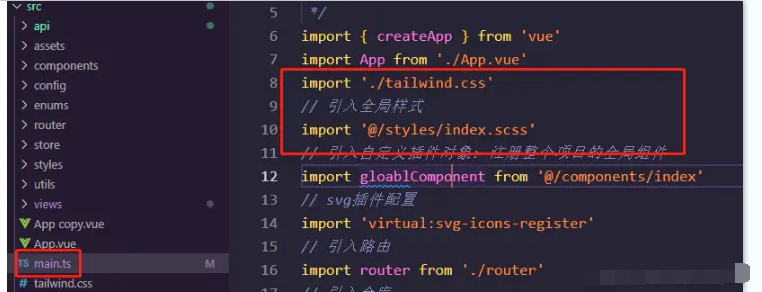 src
api
assets
components
config
enums
router
store
styles
utils
views
App copy.vue
App.vue
TS main.ts M
# tailwind.css
5 */
6 import { createApp } from 'vue'
7 import App from './App.vue'
8 import './tailwind.css'
9 // 引入全局样式
10 import '@/styles/index.scss'
11 // 引入自定义插件对象：注册整个项目的全局组件
12 import gloablComponent from '@/components/index'
13 // svg插件配置
14 import 'virtual:svg-icons-register'
15 // 引入路由
16 import router from './router'
17 // 引入仓库